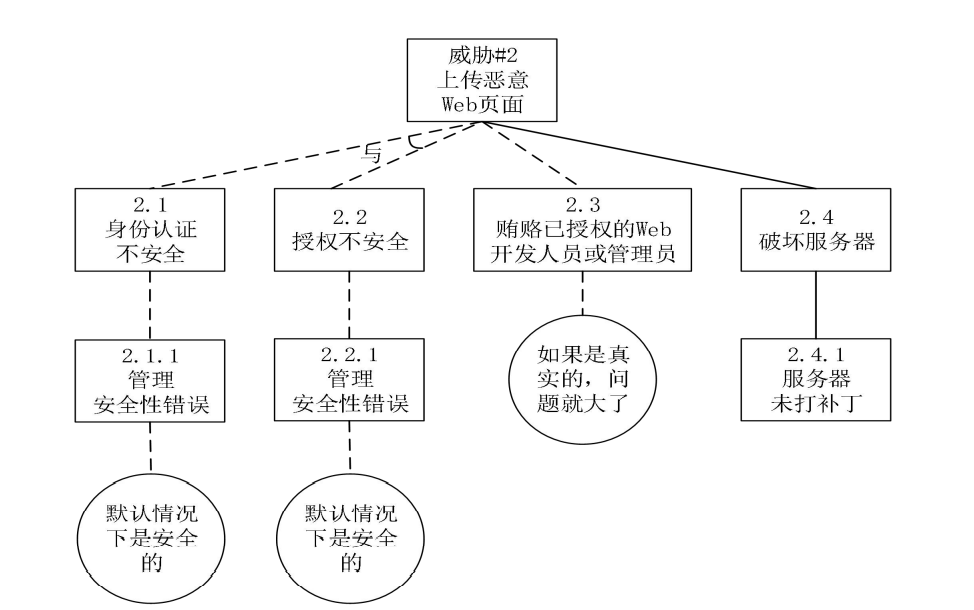 威胁#2
上传恶意
Web页面
与
2.1
身份认证
不安全
2.2
授权不安全
2.3
贿赂已授权的Web
开发人员或管理员
2.4
破坏服务器
2.1.1
管理
安全性错误
2.2.1
管理
安全性错误
如果是真
实的，问
题就大了
2.4.1
服务器
未打补丁
默认情况
下是安全
的
默认情况
下是安全
的